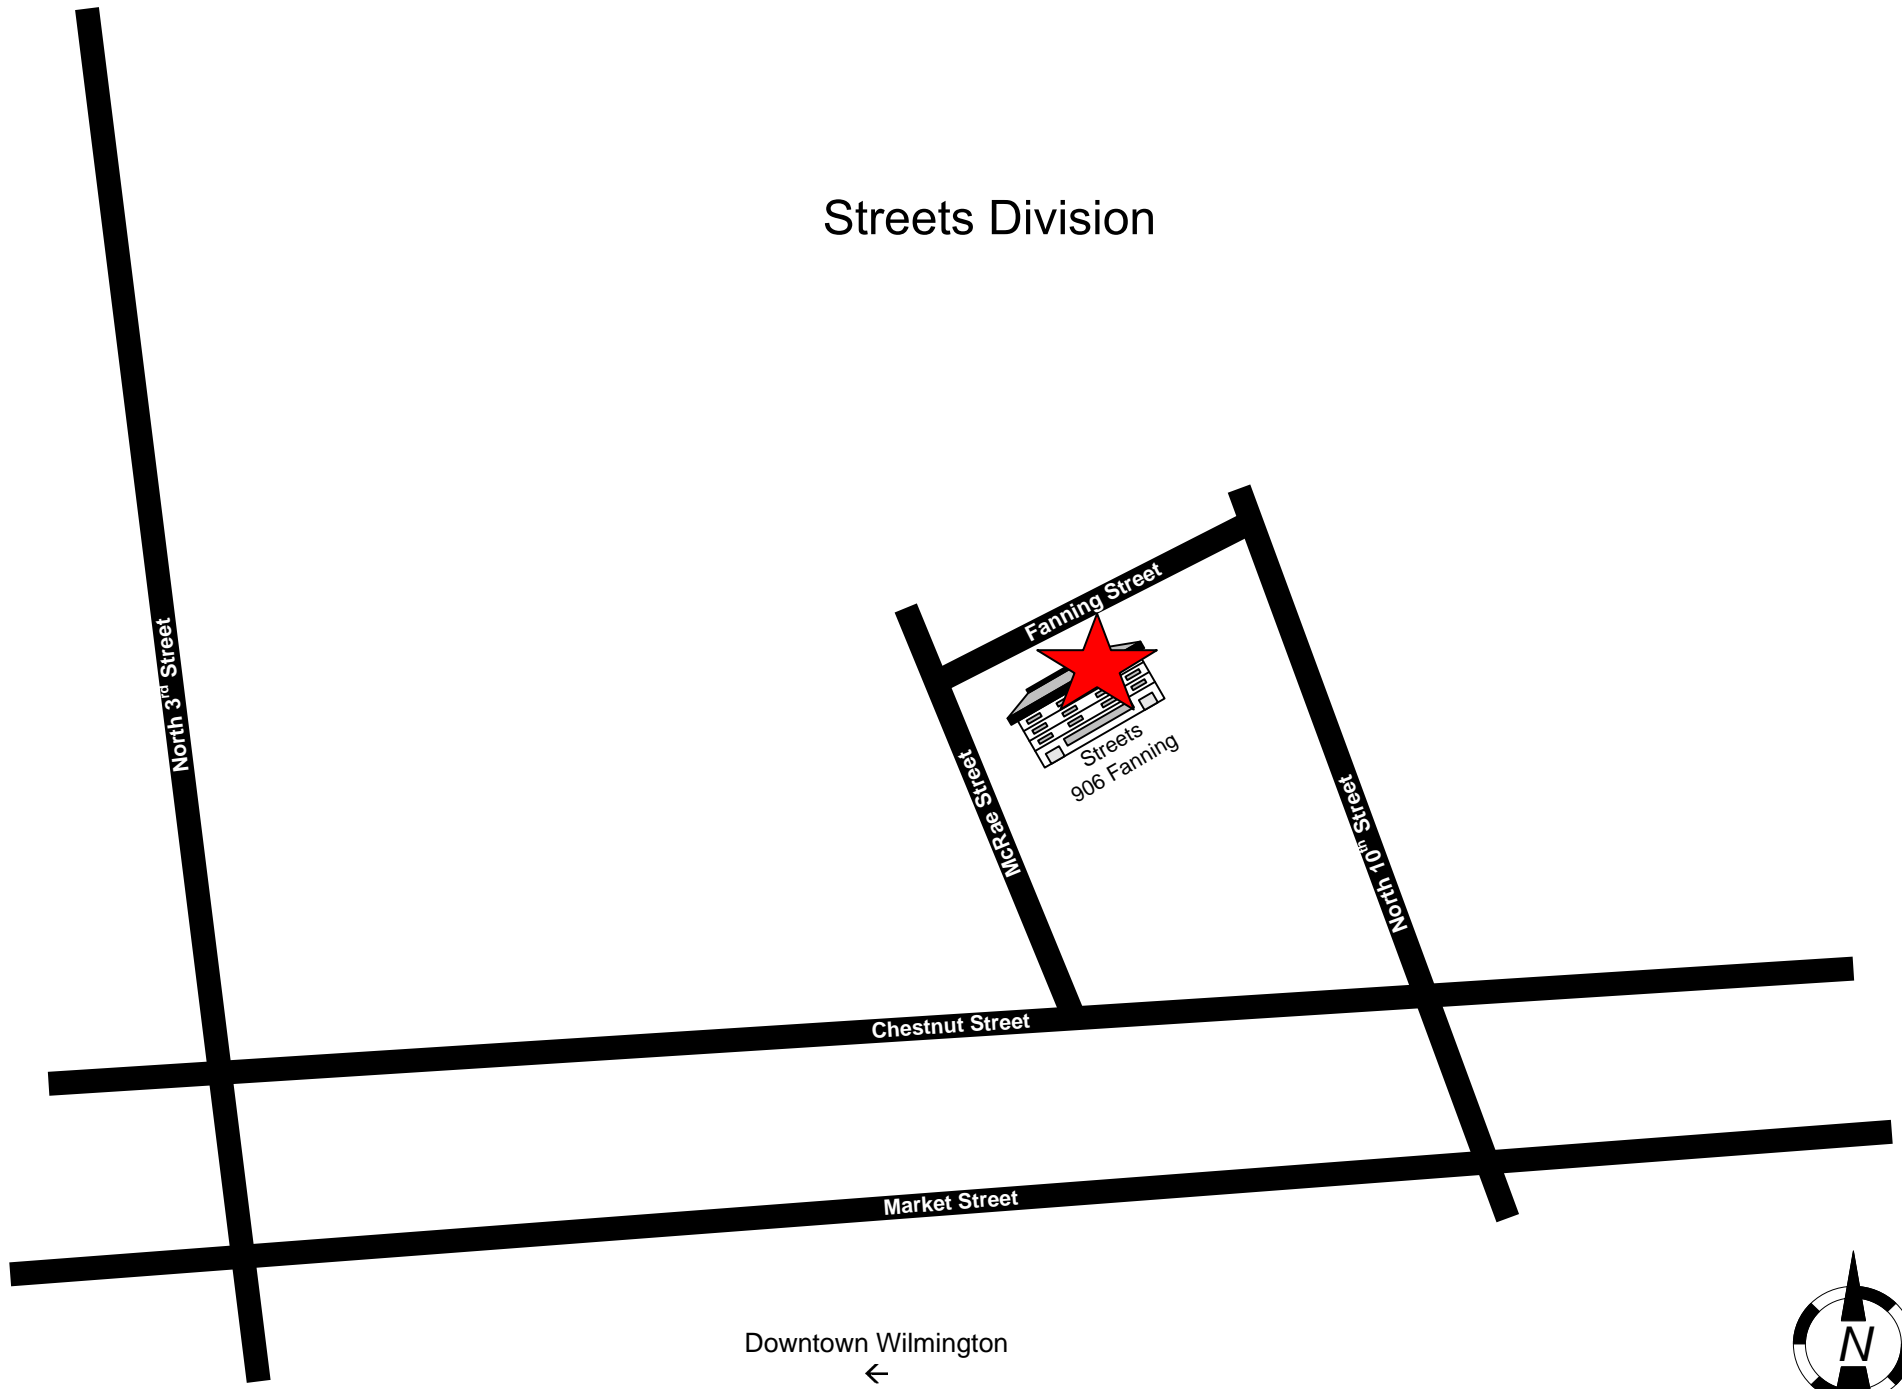 Streets Division
North 3rd Street
Fanning Street
Streets
906 Fanning
McRae Street
North 10th Street
Chestnut Street
Market Street
Downtown Wilmington
←
N